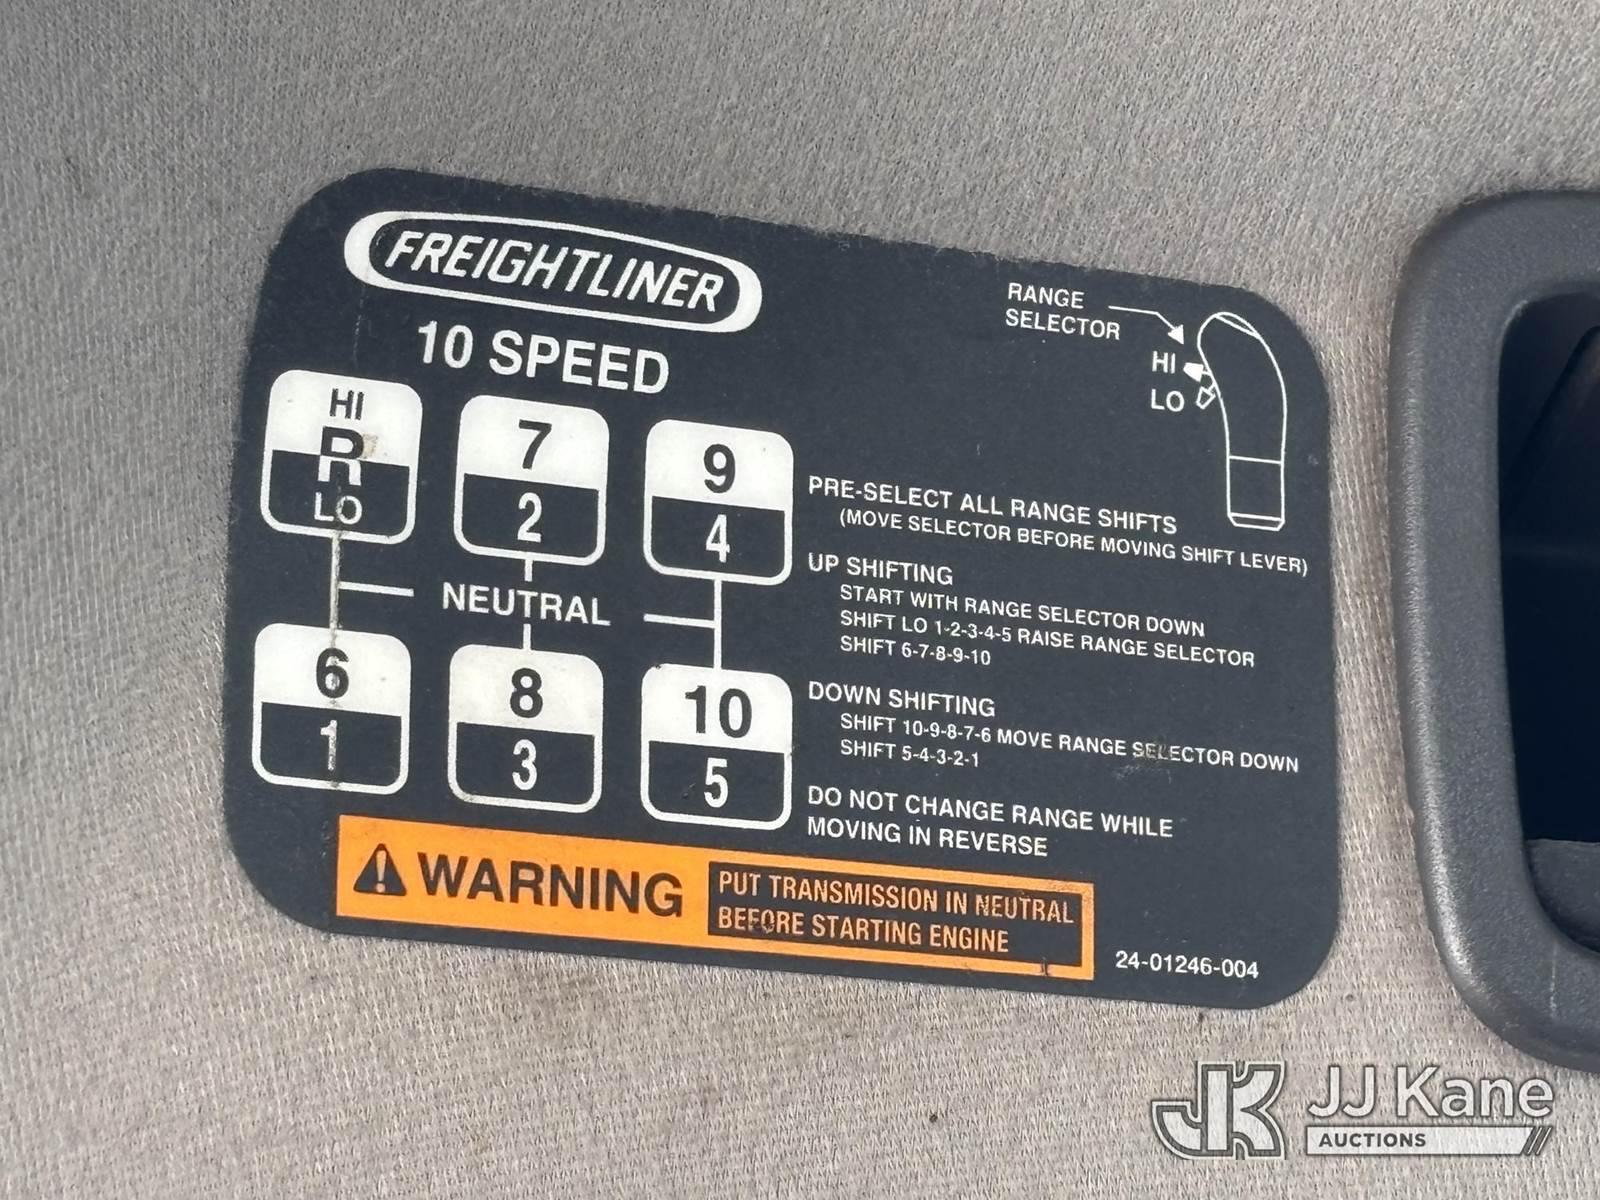 FREIGHTLINER
10 SPEED
RANGE
SELECTOR
HI
LO
HI
R
LO
7
2
9
4
NEUTRAL
6
1
8
3
10
5
PRE-SELECT ALL RANGE SHIFTS
(MOVE SELECTOR BEFORE MOVING SHIFT LEVER)
UP SHIFTING
START WITH RANGE SELECTOR DOWN
SHIFT LO 1-2-3-4-5 RAISE RANGE SELECTOR
SHIFT 6-7-8-9-10
DOWN SHIFTING
SHIFT 10-9-8-7-6 MOVE RANGE SELECTOR DOWN
SHIFT 5-4-3-2-1
DO NOT CHANGE RANGE WHILE
MOVING IN REVERSE
WARNING
PUT TRANSMISSION IN NEUTRAL
BEFORE STARTING ENGINE
24-01246-004
JK JJ Kane
AUCTIONS